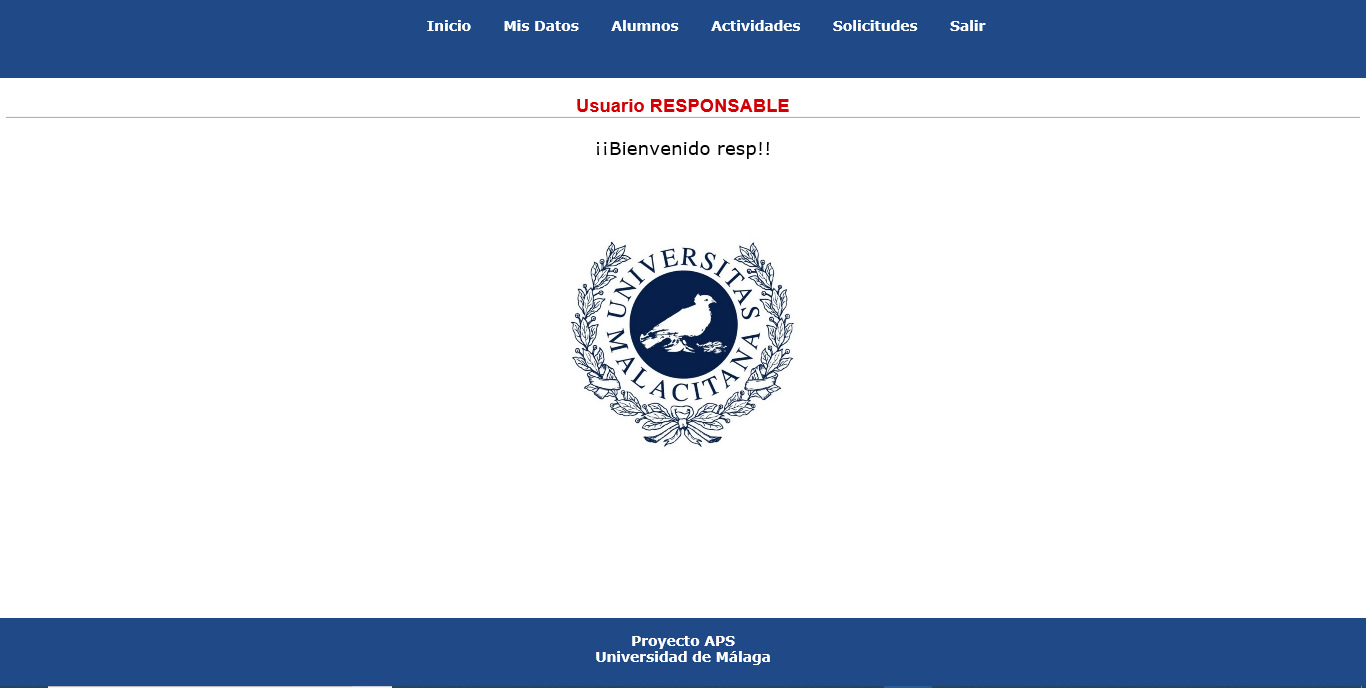 Inicio Mis Datos Alumnos Actividades Solicitudes Salir
Usuario RESPONSABLE
¡¡Bienvenido resp!!
UNIVERSITAS
MALACITANA
Proyecto APS
Universidad de Málaga